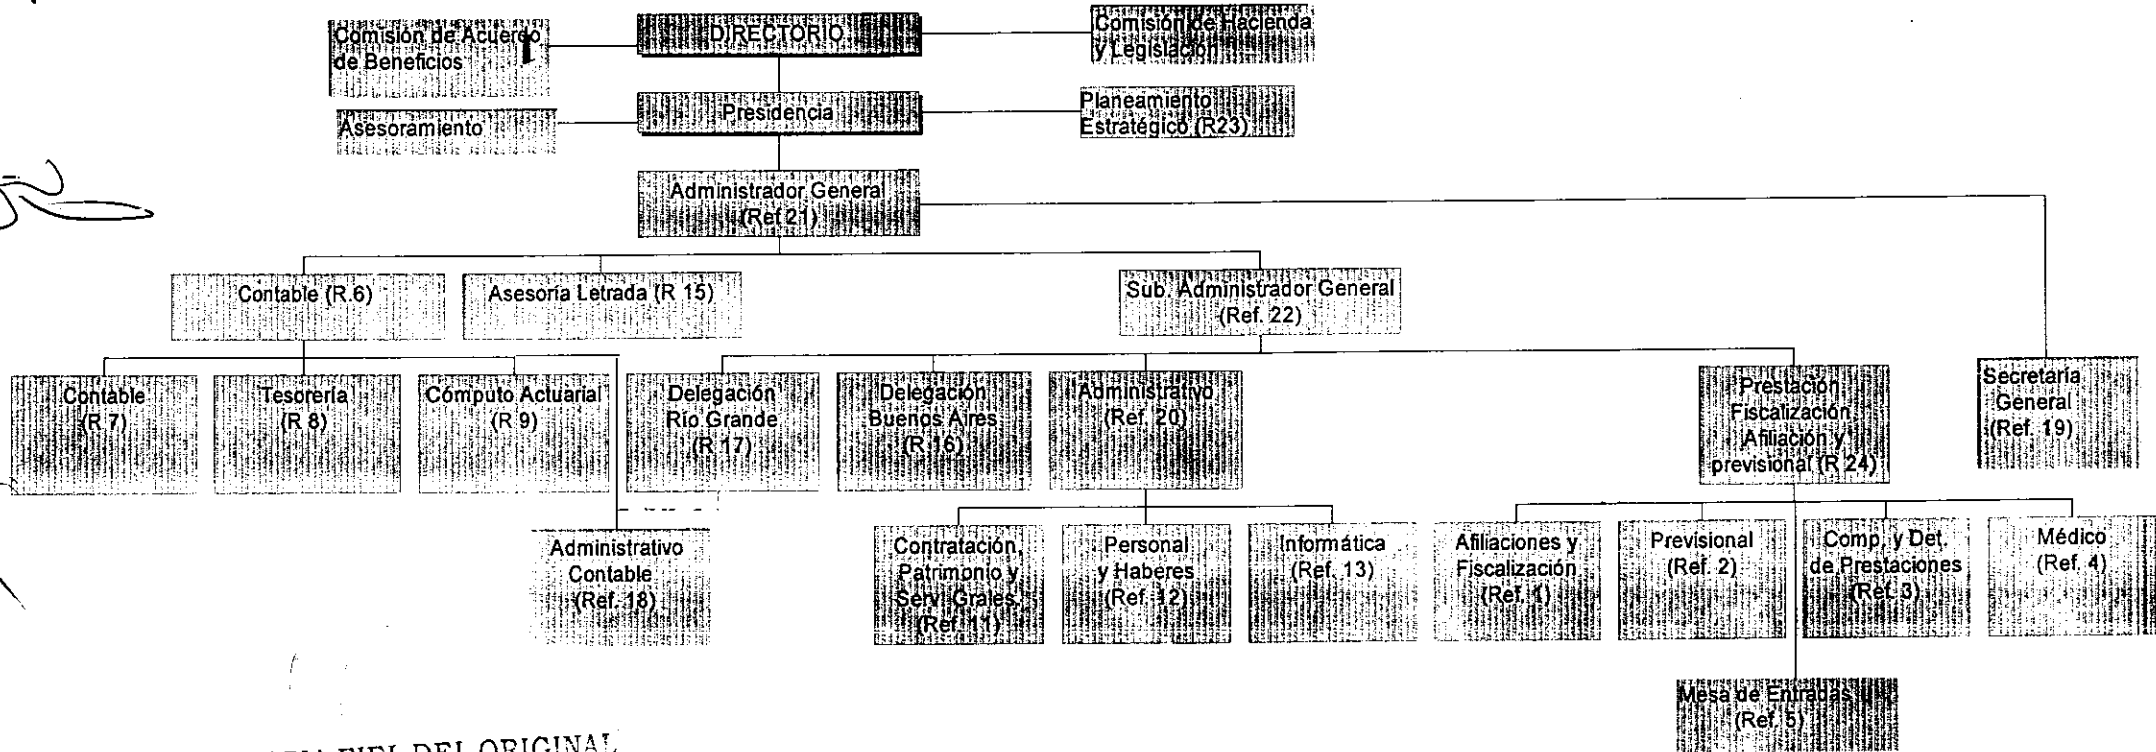 Comisión de Acuerdo
de Beneficios
DIRECTORIO
Comisión de Hacienda
y Legislación
Asesoramiento
Presidencia
Planeamiento
Estratégico (R23)
Administrador General
(Ref 21)
Contable (R.6)
Asesoría Letrada (R 15)
Sub. Administrador General
(Ref. 22)
Contable
(R 7)
Tesorería
(R 8)
Cómputo Actuarial
(R 9)
Delegación
Río Grande
(R 17)
Delegación
Buenos Aires
(R 16)
Administrativo
(Ref. 20)
Prestación
Fiscalización
Afiliación y
previsional (R 24)
Secretaría
General
(Ref. 19)
Administrativo
Contable
(Ref. 18)
Contratación,
Patrimonio y
Serv. Grales.
(Ref. 11)
Personal
y Haberes
(Ref. 12)
Informática
(Ref. 13)
Afiliaciones y
Fiscalización
(Ref. 1)
Previsional
(Ref. 2)
Comp. y Det.
de Prestaciones
(Ref. 3)
Médico
(Ref. 4)
Mesa de Entradas
(Ref. 5)
FIEL DEL ORIGINAL